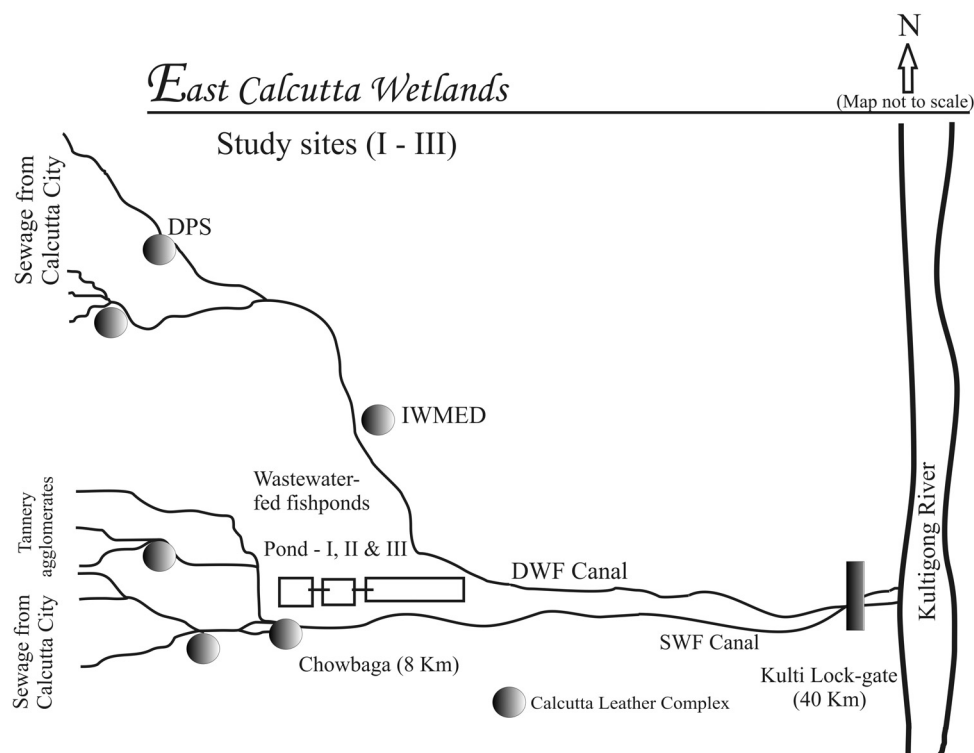 N
(Map not to scale)
East Calcutta Wetlands
Study sites (I - III)
Sewage from
Calcutta City
DPS
IWMED
Wastewater-
fed fishponds
Tannery
agglomerates
Pond - I, II & III
DWF Canal
Kultigong River
Sewage from
Calcutta City
SWF Canal
Chowbaga (8 Km)
Kulti Lock-gate
(40 Km)
Calcutta Leather Complex